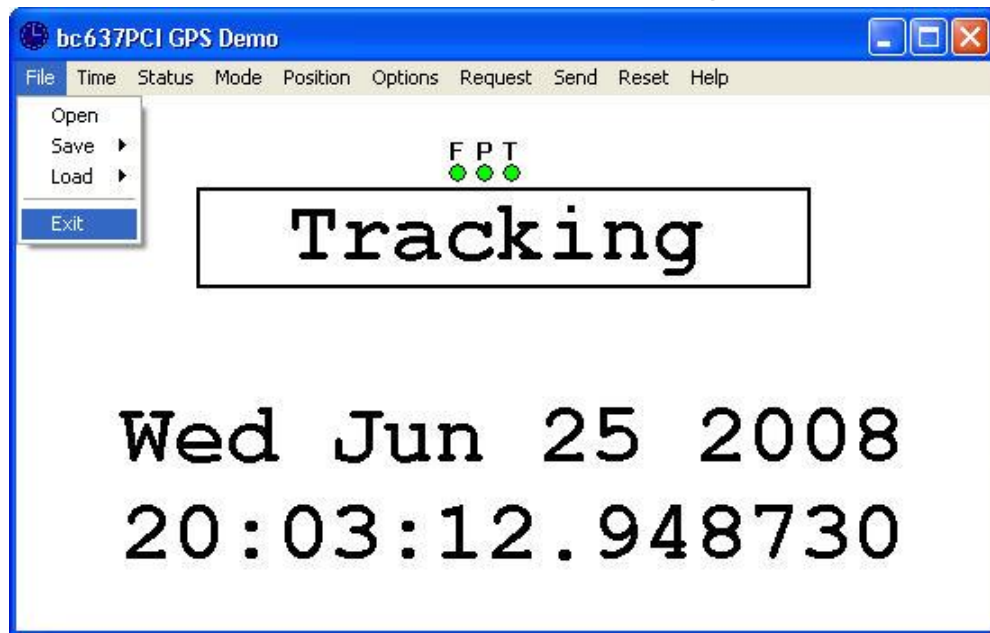 bc637PCI GPS Demo
File Time Status Mode Position Options Request Send Reset Help
Open
Save
Load
Exit
F P T
Tracking
Wed Jun 25 2008
20:03:12.948730